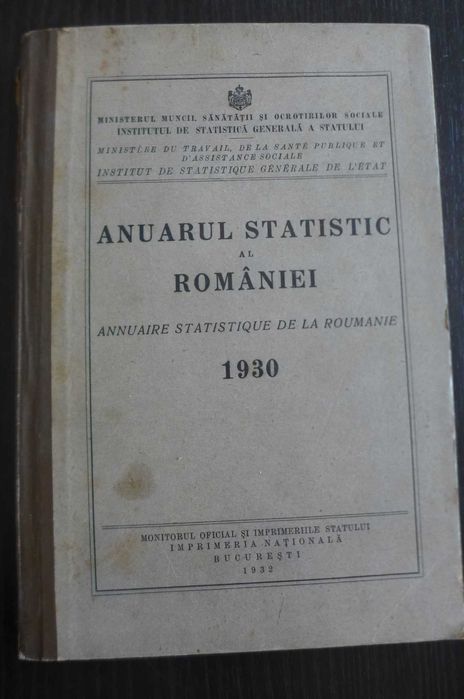 MINISTERUL MUNCII, SĂNĂTĂȚII ȘI OCROTIRILOR SOCIALE
INSTITUTUL DE STATISTICĂ GENERALĂ A STATULUI
MINISTÈRE DU TRAVAIL, DE LA SANTÉ PUBLIQUE ET
D'ASSISTANCE SOCIALE
INSTITUT DE STATISTIQUE GÉNÉRALE DE L'ÉTAT
ANUARUL STATISTIC
AL
ROMÂNIEI
ANNUAIRE STATISTIQUE DE LA ROUMANIE
1930
MONITORUL OFICIAL ȘI IMPRIMERIILE STATULUI
IMPRIMERIA NAȚIONALĂ
BUCUREȘTI
1932